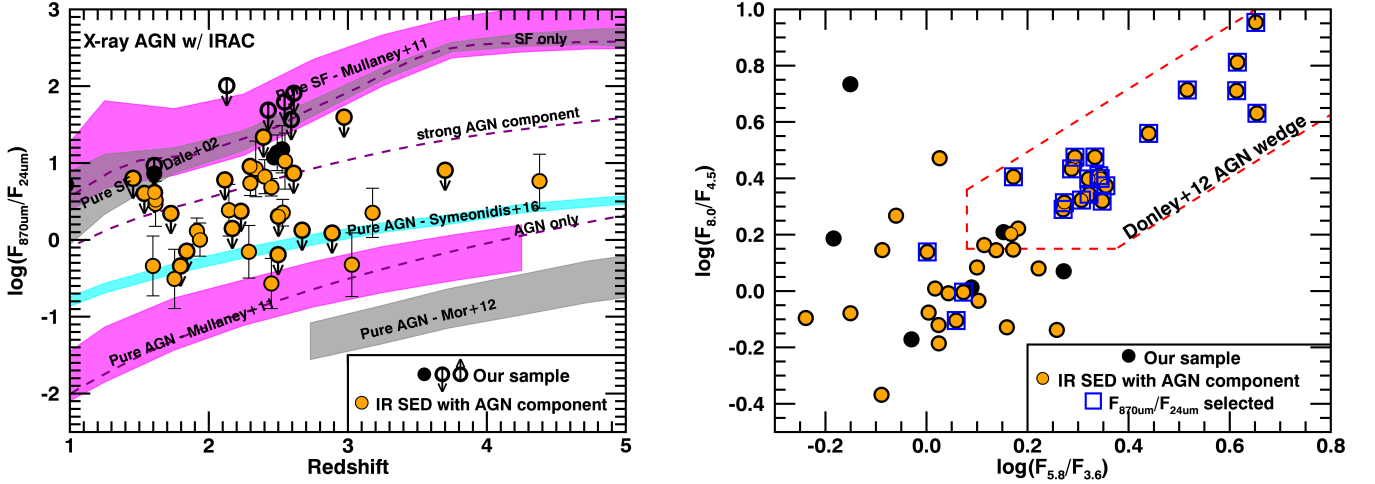 X-ray AGN w/ IRAC
Pure SF - Mullaney+11
SF only
Dale+02
strong AGN component
Pure AGN - Symeonidis+16
AGN only
Pure AGN - Mullaney+11
Pure AGN - Mor+12
Our sample
IR SED with AGN component
3
2
1
0
-1
-2
1 2 3 4 5
Redshift
log(F870um/F24um)
1.0
0.8
0.6
0.4
0.2
0.0
-0.2
-0.4
-0.2 0.0 0.2 0.4 0.6 0.8
log(F5.8/F3.6)
log(F8.0/F4.5)
Donley+12 AGN wedge
Our sample
IR SED with AGN component
F870um/F24um selected